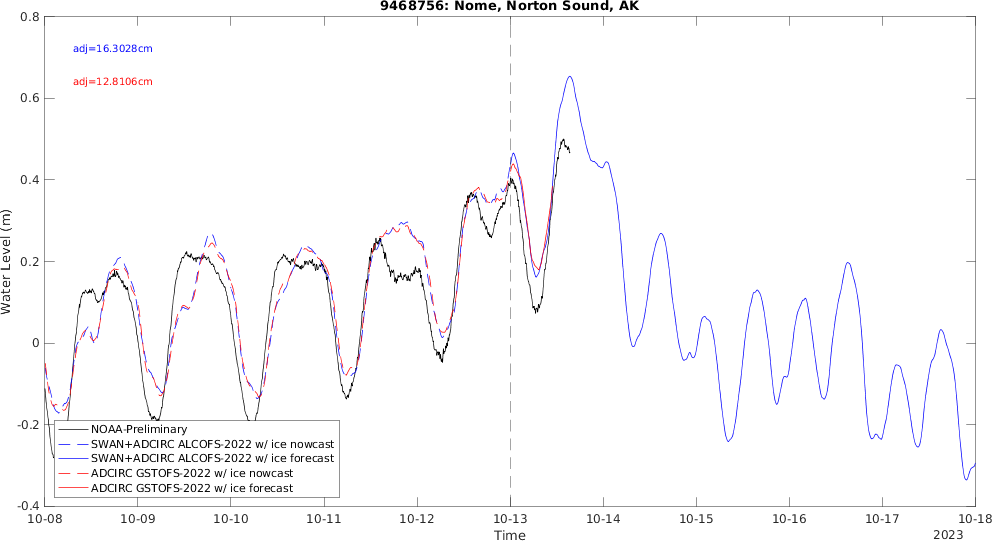 9468756: Nome, Norton Sound, AK
0.8
adj=16.3028cm
adj=12.8106cm
0.6
0.4
0.2
0
-0.2
-0.4
Water Level (m)
NOAA-Preliminary
SWAN+ADCIRC ALCOFS-2022 w/ ice nowcast
SWAN+ADCIRC ALCOFS-2022 w/ ice forecast
ADCIRC GSTOFS-2022 w/ ice nowcast
ADCIRC GSTOFS-2022 w/ ice forecast
10-08 10-09 10-10 10-11 10-12 10-13 10-14 10-15 10-16 10-17 10-18
Time
2023